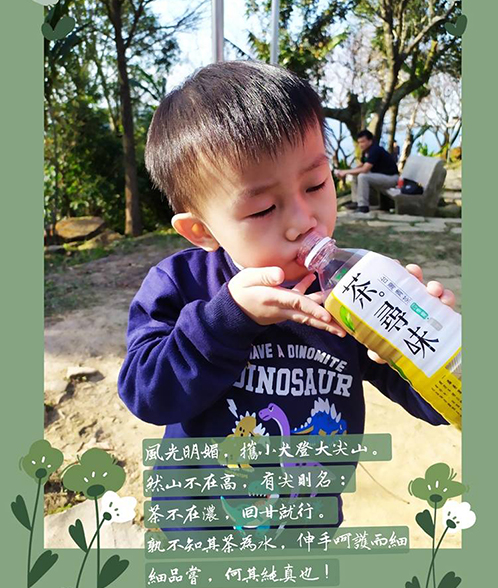 茶。尋味
HAVE A DINOMITE
DINOSAUR
風光明媚，攜小犬登大尖山。
然山不在高，有尖則名：
茶不在濃，回甘就行。
孰不知其茶為水，伸手呵護而細
細品嘗，何其純真也！